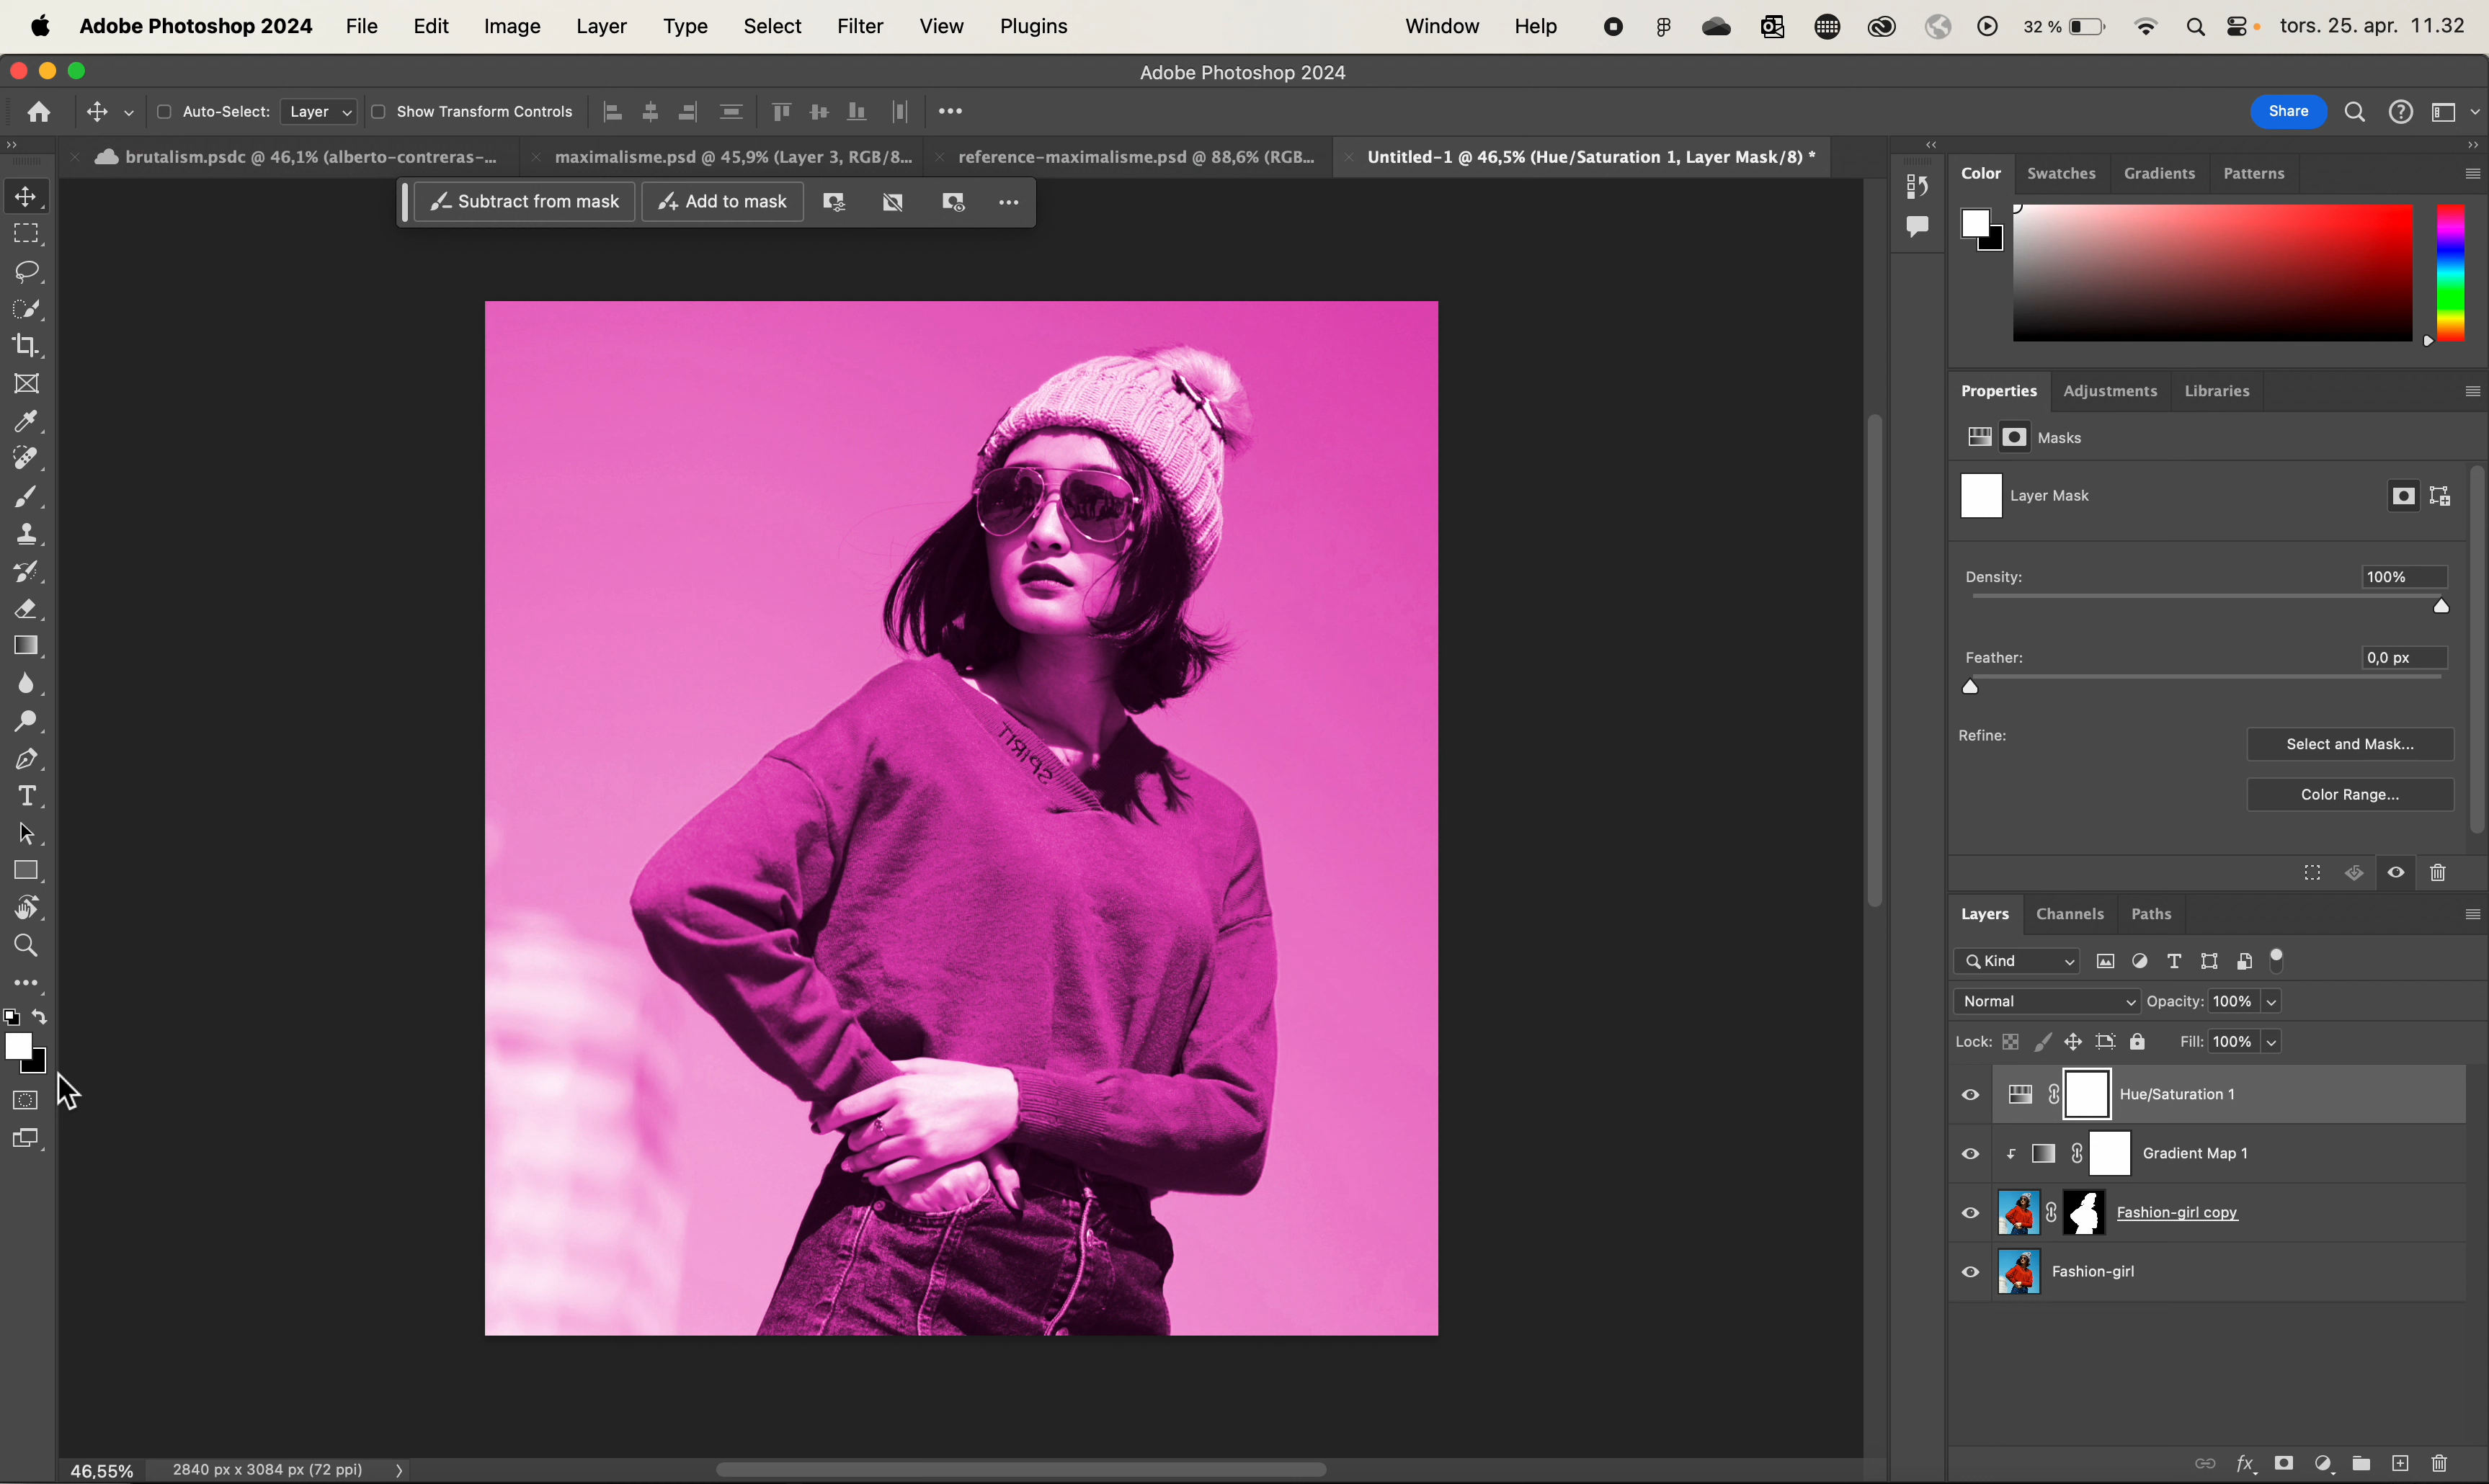 Adobe Photoshop 2024 File Edit Image Layer Type Select Filter View Plugins Window Help 32 % tors. 25. apr. 11.32
Adobe Photoshop 2024
Auto-Select: Layer Show Transform Controls Share
brutalism.psdc @ 46,1% (alberto-contreras-... maximalisme.psd @ 45,9% (Layer 3, RGB/8... reference-maximalisme.psd @ 88,6% (RGB... Untitled-1 @ 46,5% (Hue/Saturation 1, Layer Mask/8) *
Subtract from mask Add to mask
SPIRIT
46,55% 2840 px x 3084 px (72 ppi)
Color Swatches Gradients Patterns
Properties Adjustments Libraries
Masks
Layer Mask
Density: 100%
Feather: 0,0 px
Refine: Select and Mask...
Color Range...
Layers Channels Paths
Kind
Normal Opacity: 100%
Lock: Fill: 100%
Hue/Saturation 1
Gradient Map 1
Fashion-girl copy
Fashion-girl
fx